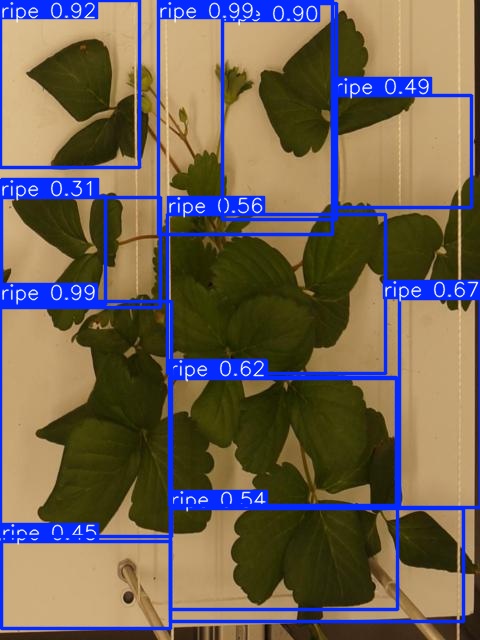 ripe 0.92
ripe 0.99
ripe 0.90
ripe 0.49
ripe 0.31
ripe 0.56
ripe 0.99
ripe 0.67
ripe 0.62
ripe 0.54
ripe 0.45